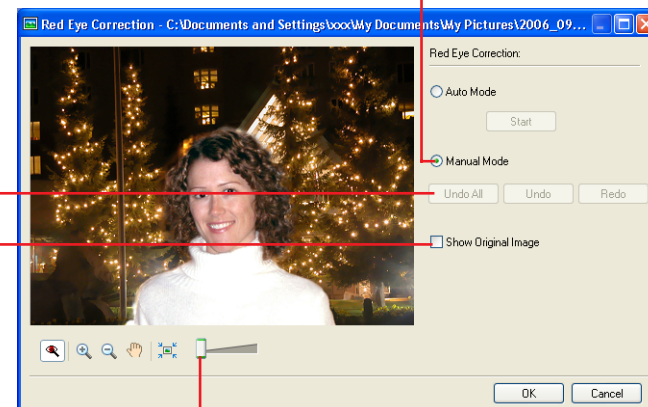 Red Eye Correction - C:\Documents and Settings\xxx\My Documents\My Pictures\2006_09...
Red Eye Correction:
Auto Mode
Start
Manual Mode
Undo All
Undo
Redo
Show Original Image
OK
Cancel